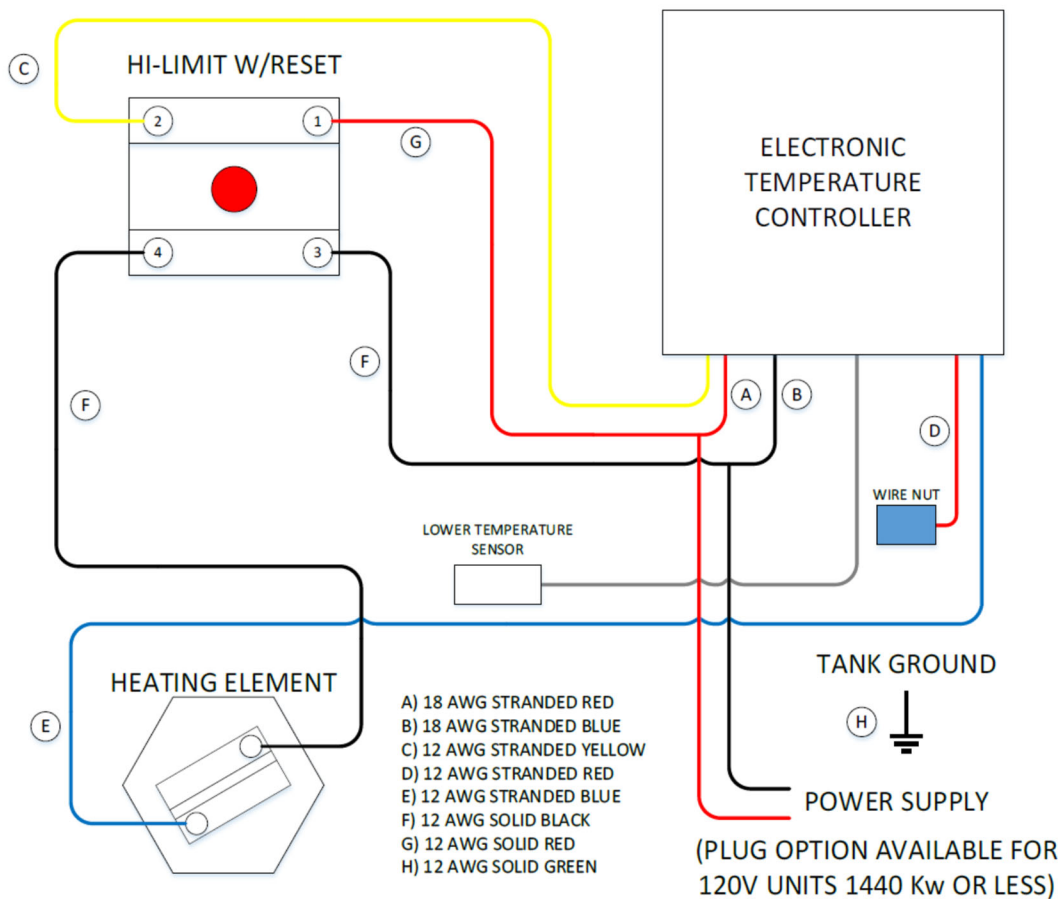 C
HI-LIMIT W/RESET
2
1
G
ELECTRONIC
TEMPERATURE
CONTROLLER
4
3
F
F
A
B
D
WIRE NUT
LOWER TEMPERATURE
SENSOR
TANK GROUND
HEATING ELEMENT
H
E
A) 18 AWG STRANDED RED
B) 18 AWG STRANDED BLUE
C) 12 AWG STRANDED YELLOW
D) 12 AWG STRANDED RED
E) 12 AWG STRANDED BLUE
F) 12 AWG SOLID BLACK
G) 12 AWG SOLID RED
H) 12 AWG SOLID GREEN
POWER SUPPLY
(PLUG OPTION AVAILABLE FOR
120V UNITS 1440 Kw OR LESS)